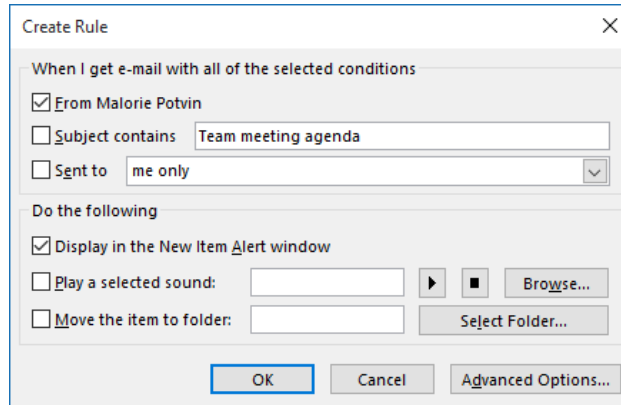 Create Rule
When I get e-mail with all of the selected conditions
From Malorie Potvin
Subject contains Team meeting agenda
Sent to me only
Do the following
Display in the New Item Alert window
Play a selected sound: Browse...
Move the item to folder: Select Folder...
OK Cancel Advanced Options...